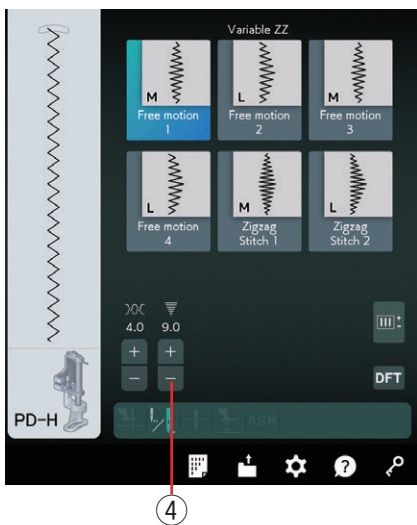 Variable ZZ
M
Free motion
1
L
Free motion
2
M
Free motion
3
L
Free motion
4
M
Zigzag
Stitch 1
L
Zigzag
Stitch 2
4.0 9.0
+ +
− −
DFT
PD-H
ASR
?
④